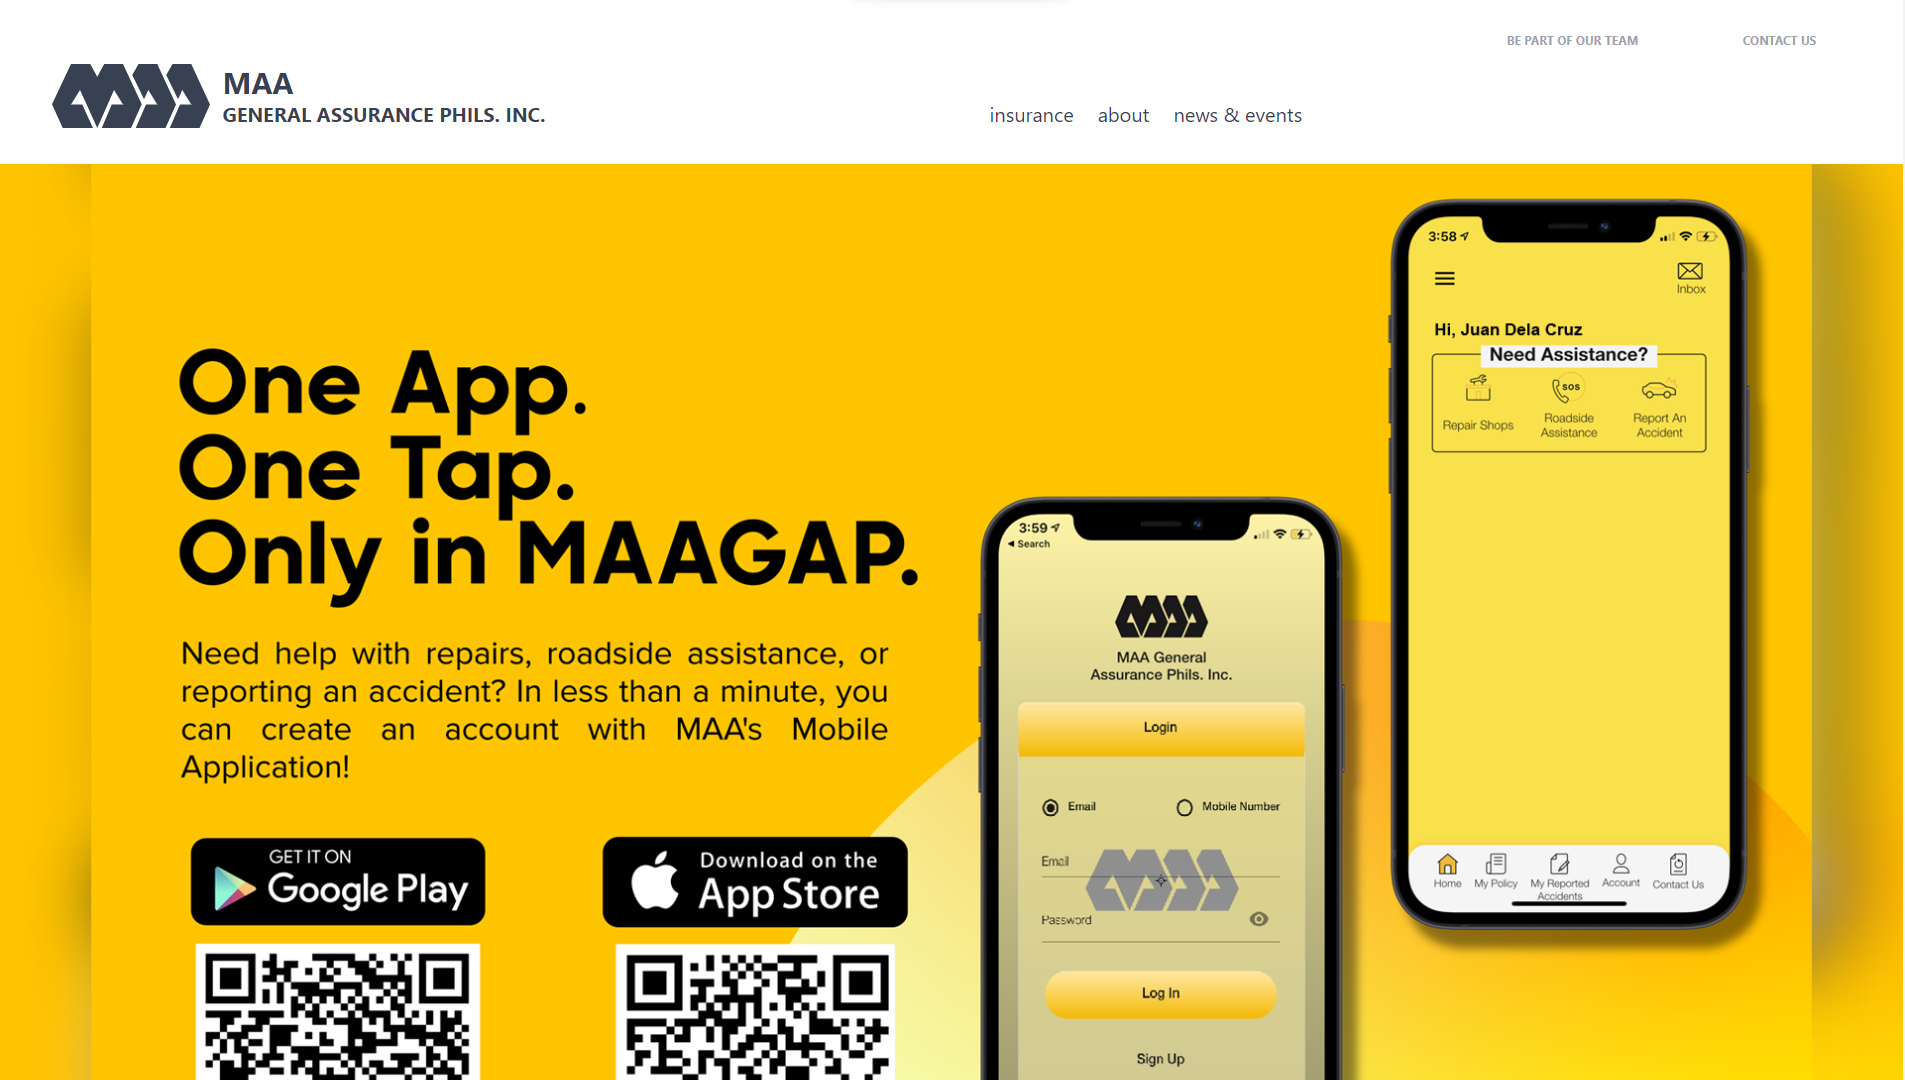 BE PART OF OUR TEAM
CONTACT US
MAA
GENERAL ASSURANCE PHILS. INC.
insurance
about
news & events
One App.
One Tap.
Only in MAAGAP.
Need help with repairs, roadside assistance, or
reporting an accident? In less than a minute, you
can create an account with MAA's Mobile
Application!
GET IT ON
Google Play
Download on the
App Store
3:59
Search
MAA General
Assurance Phils. Inc.
Login
Email
Mobile Number
Email
Password
Log In
Sign Up
3:58
Inbox
Hi, Juan Dela Cruz
Need Assistance?
Repair Shops
SOS
Roadside
Assistance
Report An
Accident
Home
My Policy
My Reported
Accidents
Account
Contact Us